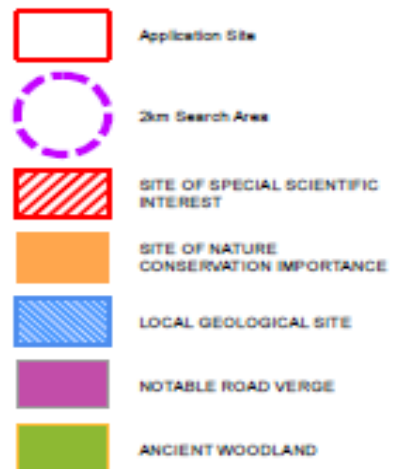 Application Site
2km Search Area
SITE OF SPECIAL SCIENTIFIC
INTEREST
SITE OF NATURE
CONSERVATION IMPORTANCE
LOCAL GEOLOGICAL SITE
NOTABLE ROAD VERGE
ANCIENT WOODLAND